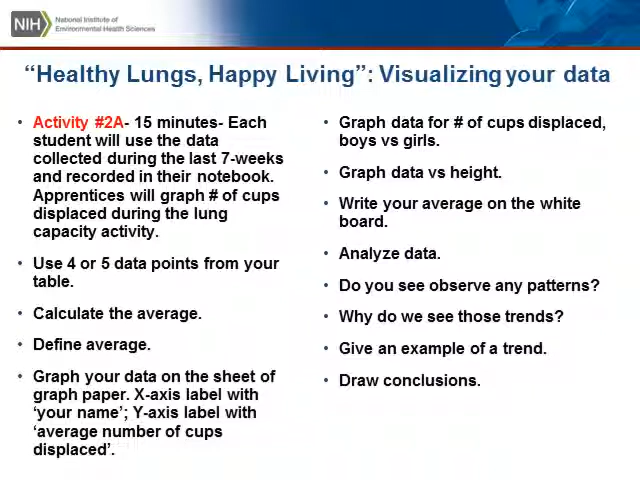 NIH
National Institute of
Environmental Health Sciences
“Healthy Lungs, Happy Living”: Visualizing your data
• Activity #2A- 15 minutes- Each
student will use the data
collected during the last 7-weeks
and recorded in their notebook.
Apprentices will graph # of cups
displaced during the lung
capacity activity.
• Use 4 or 5 data points from your
table.
• Calculate the average.
• Define average.
• Graph your data on the sheet of
graph paper. X-axis label with
‘your name’; Y-axis label with
‘average number of cups
displaced’.
• Graph data for # of cups displaced,
boys vs girls.
• Graph data vs height.
• Write your average on the white
board.
• Analyze data.
• Do you see observe any patterns?
• Why do we see those trends?
• Give an example of a trend.
• Draw conclusions.